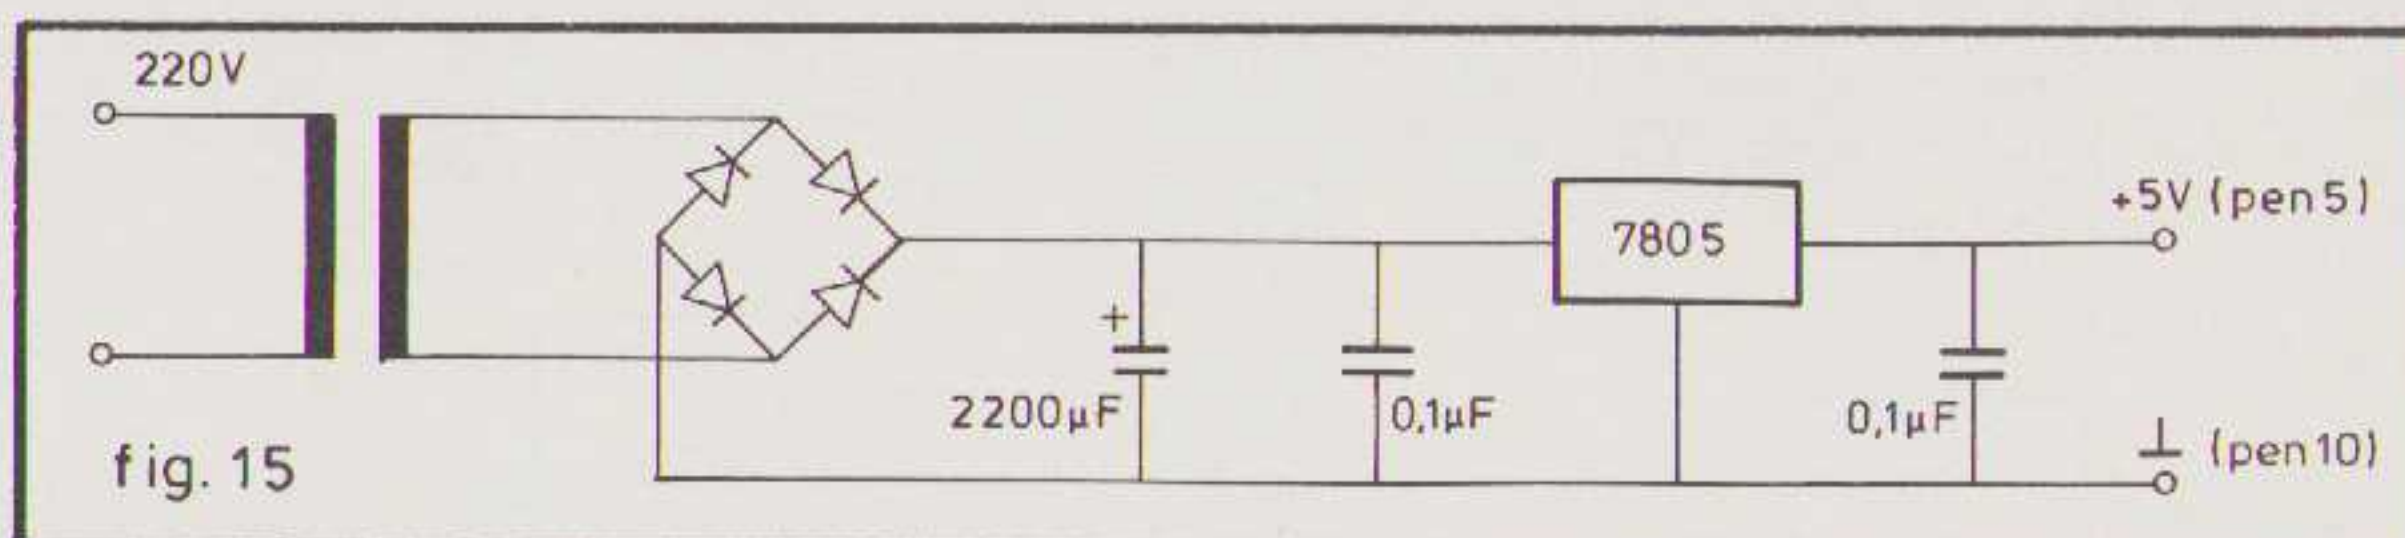 220V
7805
+5V (pen5)
+
2200µF
0,1µF
0,1µF
⊥ (pen10)
fig. 15